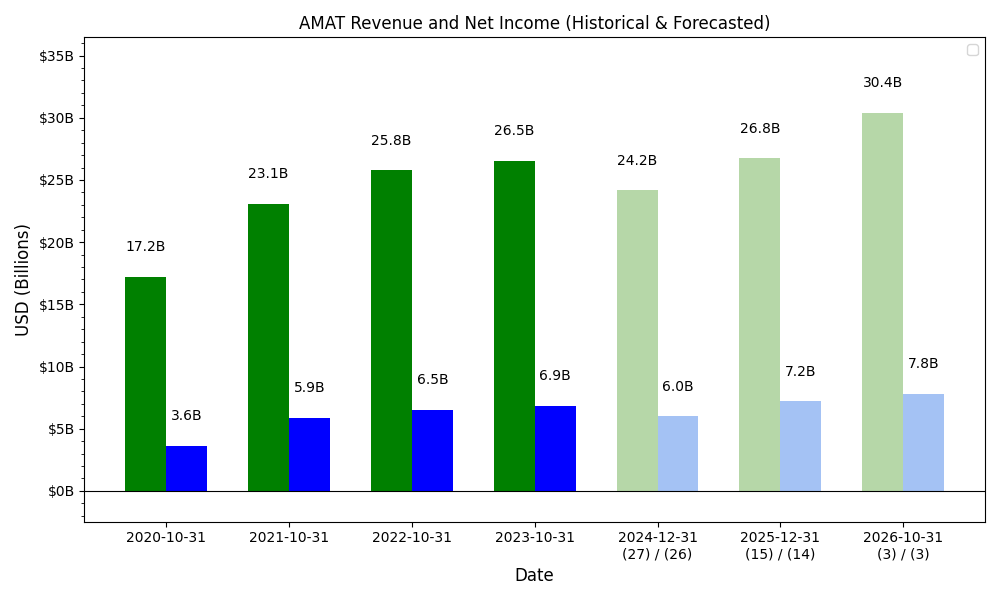 AMAT Revenue and Net Income (Historical & Forecasted)
USD (Billions)
$35B
$30B
$25B
$20B
$15B
$10B
$5B
$0B
17.2B
3.6B
23.1B
5.9B
25.8B
6.5B
26.5B
6.9B
24.2B
6.0B
26.8B
7.2B
30.4B
7.8B
2020-10-31
2021-10-31
2022-10-31
2023-10-31
2024-12-31
(27) / (26)
2025-12-31
(15) / (14)
2026-10-31
(3) / (3)
Date